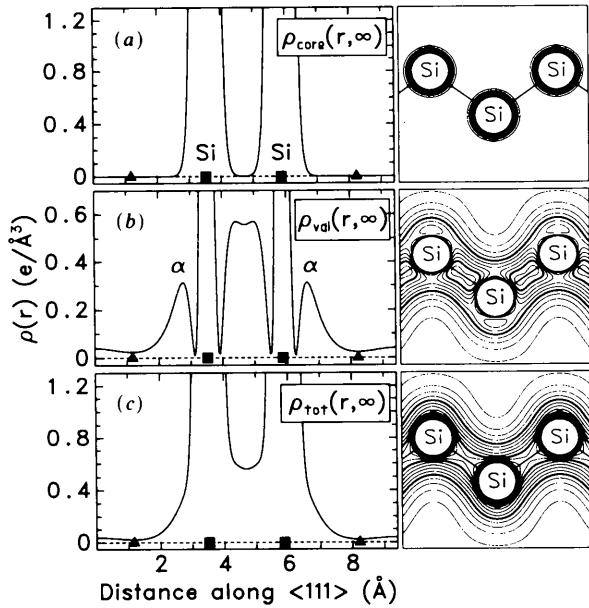 (a)
ρcore(r,∞)
1.2
0.8
0.4
0
Si Si
Si Si
Si
(b)
ρval(r,∞)
0.6
0.4
0.2
0
α α
Si Si
Si
ρ(r) (e/Å³)
(c)
ρtot(r,∞)
1.2
0.8
0.4
0
Si Si
Si
2 4 6 8
Distance along <111> (Å)